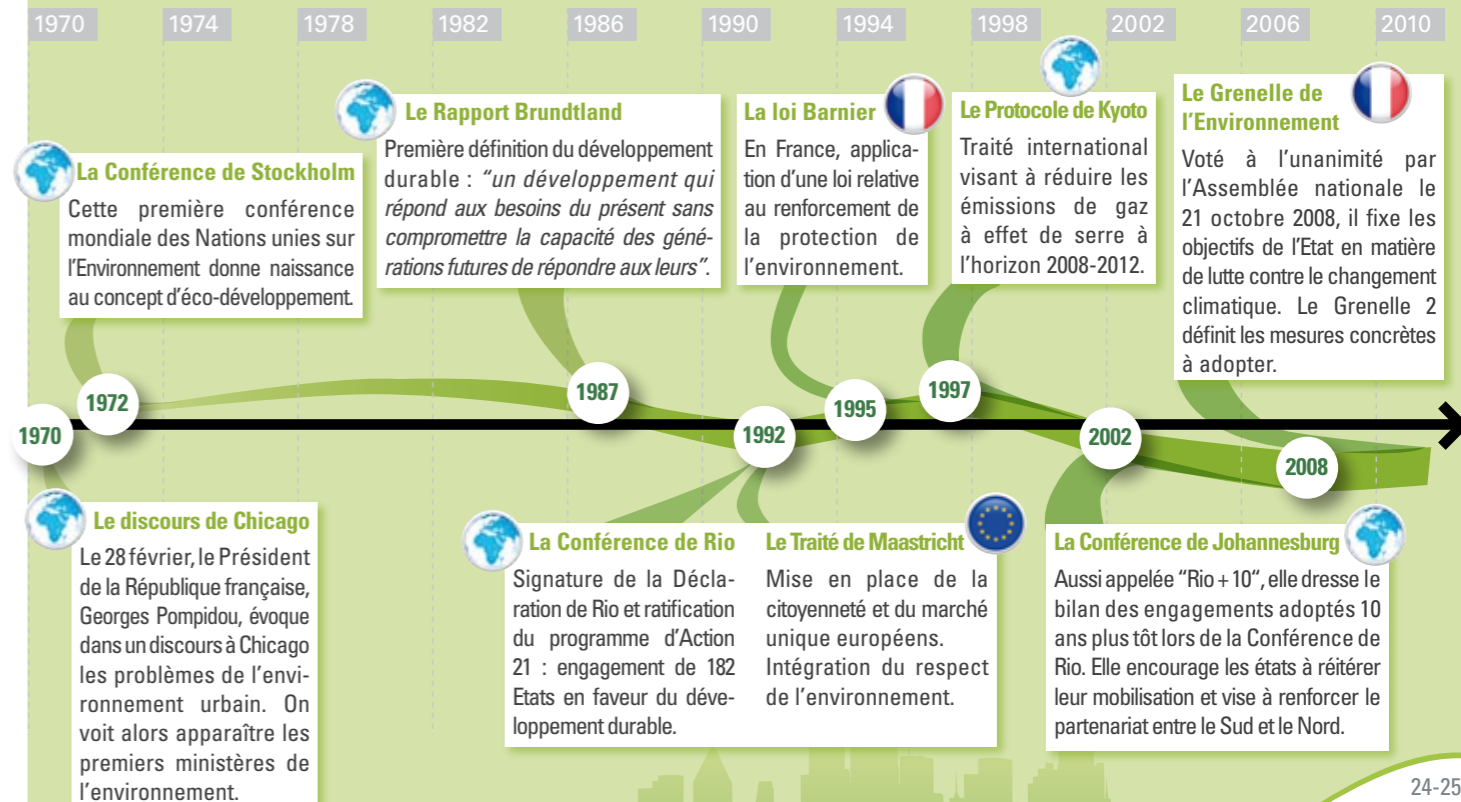 1970 1974 1978 1982 1986 1990 1994 1998 2002 2006 2010
La Conférence de Stockholm
Cette première conférence
mondiale des Nations unies sur
l’Environnement donne naissance
au concept d’éco-développement.
Le Rapport Brundtland
Première définition du développement
durable : “un développement qui
répond aux besoins du présent sans
compromettre la capacité des géné-
rations futures de répondre aux leurs”.
La loi Barnier
En France, applica-
tion d’une loi relative
au renforcement de
la protection de
l’environnement.
Le Protocole de Kyoto
Traité international
visant à réduire les
émissions de gaz
à effet de serre à
l’horizon 2008-2012.
Le Grenelle de
l’Environnement
Voté à l’unanimité par
l’Assemblée nationale le
21 octobre 2008, il fixe les
objectifs de l’Etat en matière
de lutte contre le changement
climatique. Le Grenelle 2
définit les mesures concrètes
à adopter.
1970
1972
1987
1992
1995
1997
2002
2008
Le discours de Chicago
Le 28 février, le Président
de la République française,
Georges Pompidou, évoque
dans un discours à Chicago
les problèmes de l’envi-
ronnement urbain. On
voit alors apparaître les
premiers ministères de
l’environnement.
La Conférence de Rio
Signature de la Décla-
ration de Rio et ratification
du programme d’Action
21 : engagement de 182
Etats en faveur du déve-
loppement durable.
Le Traité de Maastricht
Mise en place de la
citoyenneté et du marché
unique européens.
Intégration du respect
de l’environnement.
La Conférence de Johannesburg
Aussi appelée “Rio + 10“, elle dresse le
bilan des engagements adoptés 10
ans plus tôt lors de la Conférence de
Rio. Elle encourage les états à réitérer
leur mobilisation et vise à renforcer le
partenariat entre le Sud et le Nord.
24-25